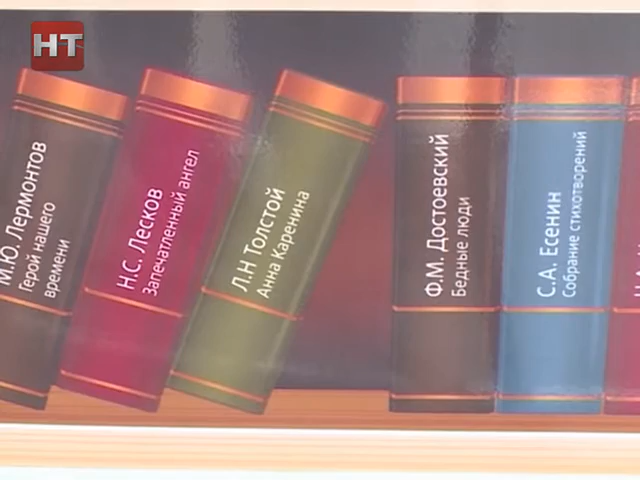 НТ
М.Ю. Лермонтов
Герой нашего
времени
Н.С. Лесков
Запечатленный ангел
Л.Н Толстой
Анна Каренина
Ф.М. Достоевский
Бедные люди
С.А. Есенин
Собрание стихотворений